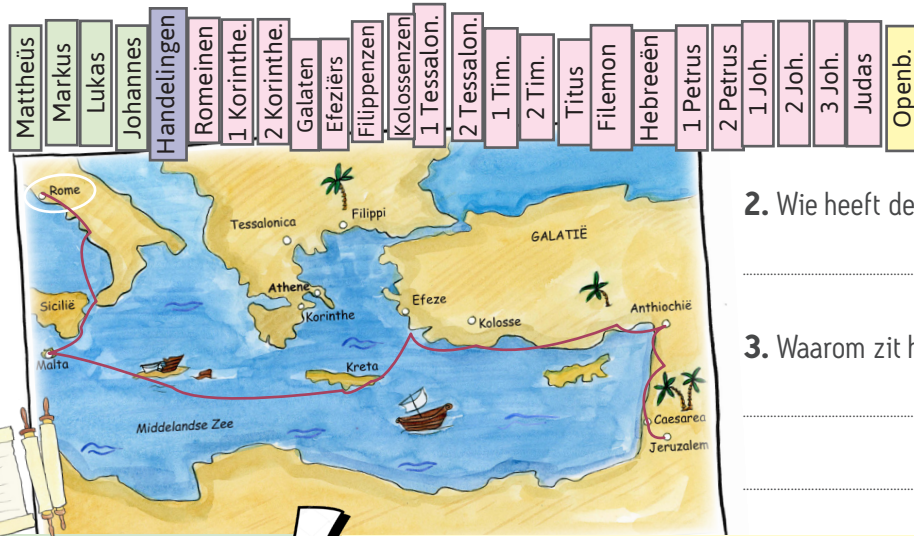 Mattheüs
Markus
Lukas
Johannes
Handelingen
Romeinen
1 Korinthe.
2 Korinthe.
Galaten
Efeziërs
Filippenzen
Kolossenzen
1 Tessalon.
2 Tessalon.
1 Tim.
2 Tim.
Titus
Filemon
Hebreeën
1 Petrus
2 Petrus
1 Joh.
2 Joh.
3 Joh.
Judas
Openb.
Rome
Tessalonica
Filippi
GALATIË
Sicilië
Athene
Korinthe
Efeze
Kolosse
Anthiochië
Malta
Kreta
Middelandse Zee
Caesarea
Jeruzalem
2. Wie heeft de
3. Waarom zit h